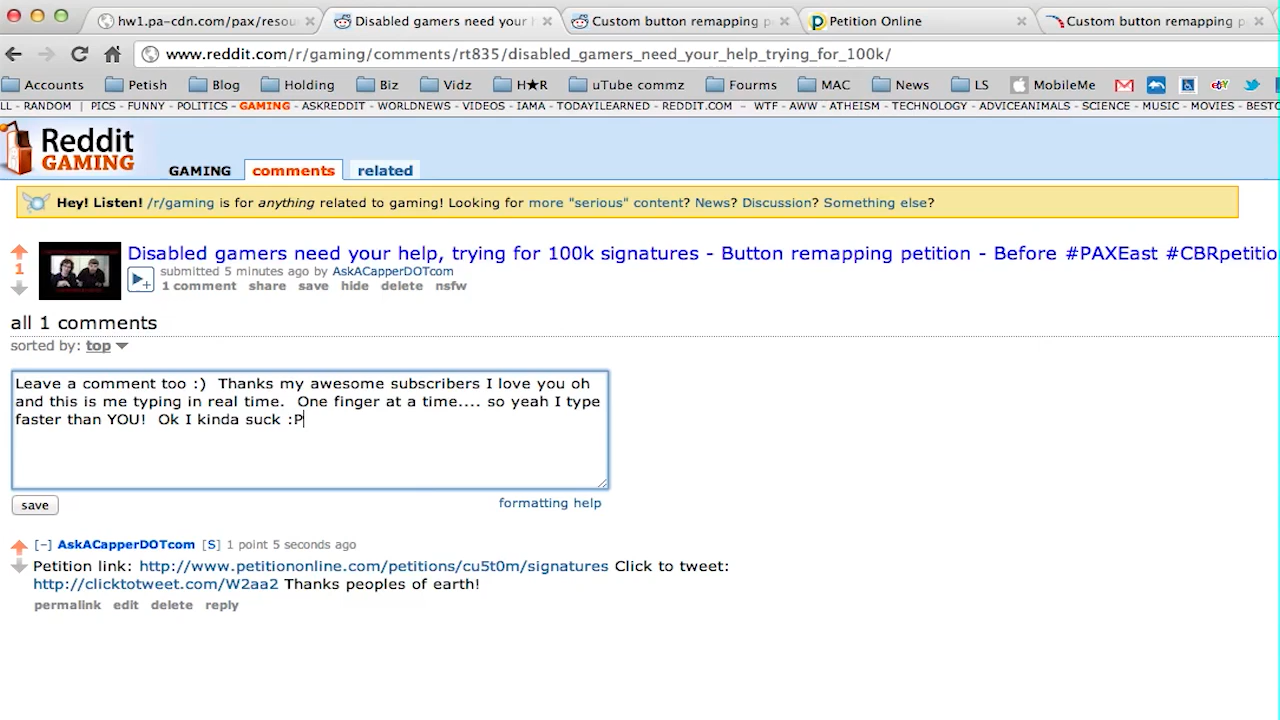 hw1.pa-cdn.com/pax/resou
Disabled gamers need your h
Custom button remapping p
Petition Online
Custom button remapping p
www.reddit.com/r/gaming/comments/rt835/disabled_gamers_need_your_help_trying_for_100k/
Accounts Petish Blog Holding Biz Vidz H★R uTube commz Fourms MAC News LS MobileMe
LL - RANDOM | PICS - FUNNY - POLITICS - GAMING - ASKREDDIT - WORLDNEWS - VIDEOS - IAMA - TODAYILEARNED - REDDIT.COM - WTF - AWW - ATHEISM - TECHNOLOGY - ADVICEANIMALS - SCIENCE - MUSIC - MOVIES - BESTO
Reddit
GAMING
GAMING comments related
Hey! Listen! /r/gaming is for anything related to gaming! Looking for more "serious" content? News? Discussion? Something else?
Disabled gamers need your help, trying for 100k signatures - Button remapping petition - Before #PAXEast #CBRpetitio
1
submitted 5 minutes ago by AskACapperDOTcom
1 comment share save hide delete nsfw
all 1 comments
sorted by: top
Leave a comment too :)  Thanks my awesome subscribers I love you oh
and this is me typing in real time.  One finger at a time.... so yeah I type
faster than YOU!  Ok I kinda suck :P
save
formatting help
[–] AskACapperDOTcom [S] 1 point 5 seconds ago
Petition link: http://www.petitiononline.com/petitions/cu5t0m/signatures Click to tweet:
http://clicktotweet.com/W2aa2 Thanks peoples of earth!
permalink edit delete reply